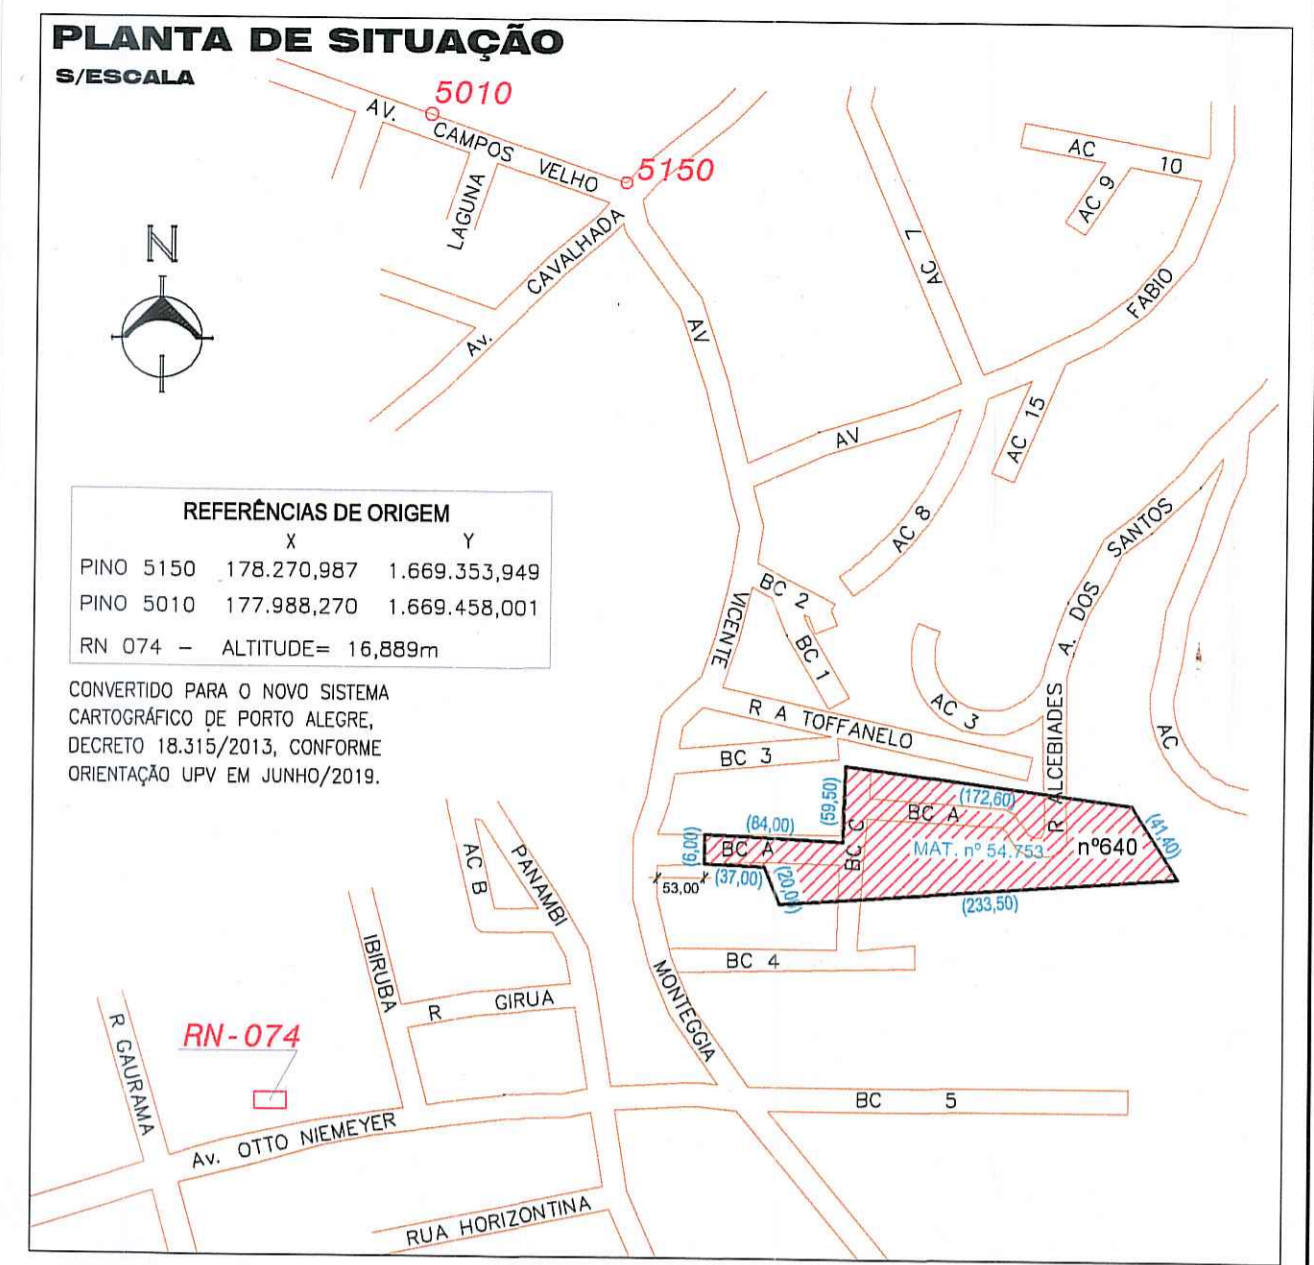 PLANTA DE SITUAÇÃO
S/ESCALA
5010
5150
AV. CAMPOS VELHO
LAGUNA
Av. CAVALHADA
N
AC 7
AC 10
AC 9
AV FABIO
AC 15
AC 8
AV VICENTE MONTEGGIA
REFERÊNCIAS DE ORIGEM
X Y
PINO 5150 178.270,987 1.669.353,949
PINO 5010 177.988,270 1.669.458,001
RN 074 – ALTITUDE= 16,889m
CONVERTIDO PARA O NOVO SISTEMA
CARTOGRÁFICO DE PORTO ALEGRE,
DECRETO 18.315/2013, CONFORME
ORIENTAÇÃO UPV EM JUNHO/2019.
BC 2
BC 1
R ALCEBIADES A. DOS SANTOS
AC 3
AC
R A TOFFANELO
BC 3
(59,50)
(172,60)
(41,40)
(84,00)
BC A
BC A
BC C
(6,00)
MAT. nº 54.753
nº640
53,00
(37,00)
(20,00)
(233,50)
BC 4
AC B
PANAMBI
IBIRUBA
R GIRUA
R GAURAMA
RN-074
BC 5
Av. OTTO NIEMEYER
RUA HORIZONTINA